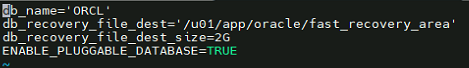 db_name='ORCL'
db_recovery_file_dest='/u01/app/oracle/fast_recovery_area'
db_recovery_file_dest_size=2G
ENABLE_PLUGGABLE_DATABASE=TRUE
~